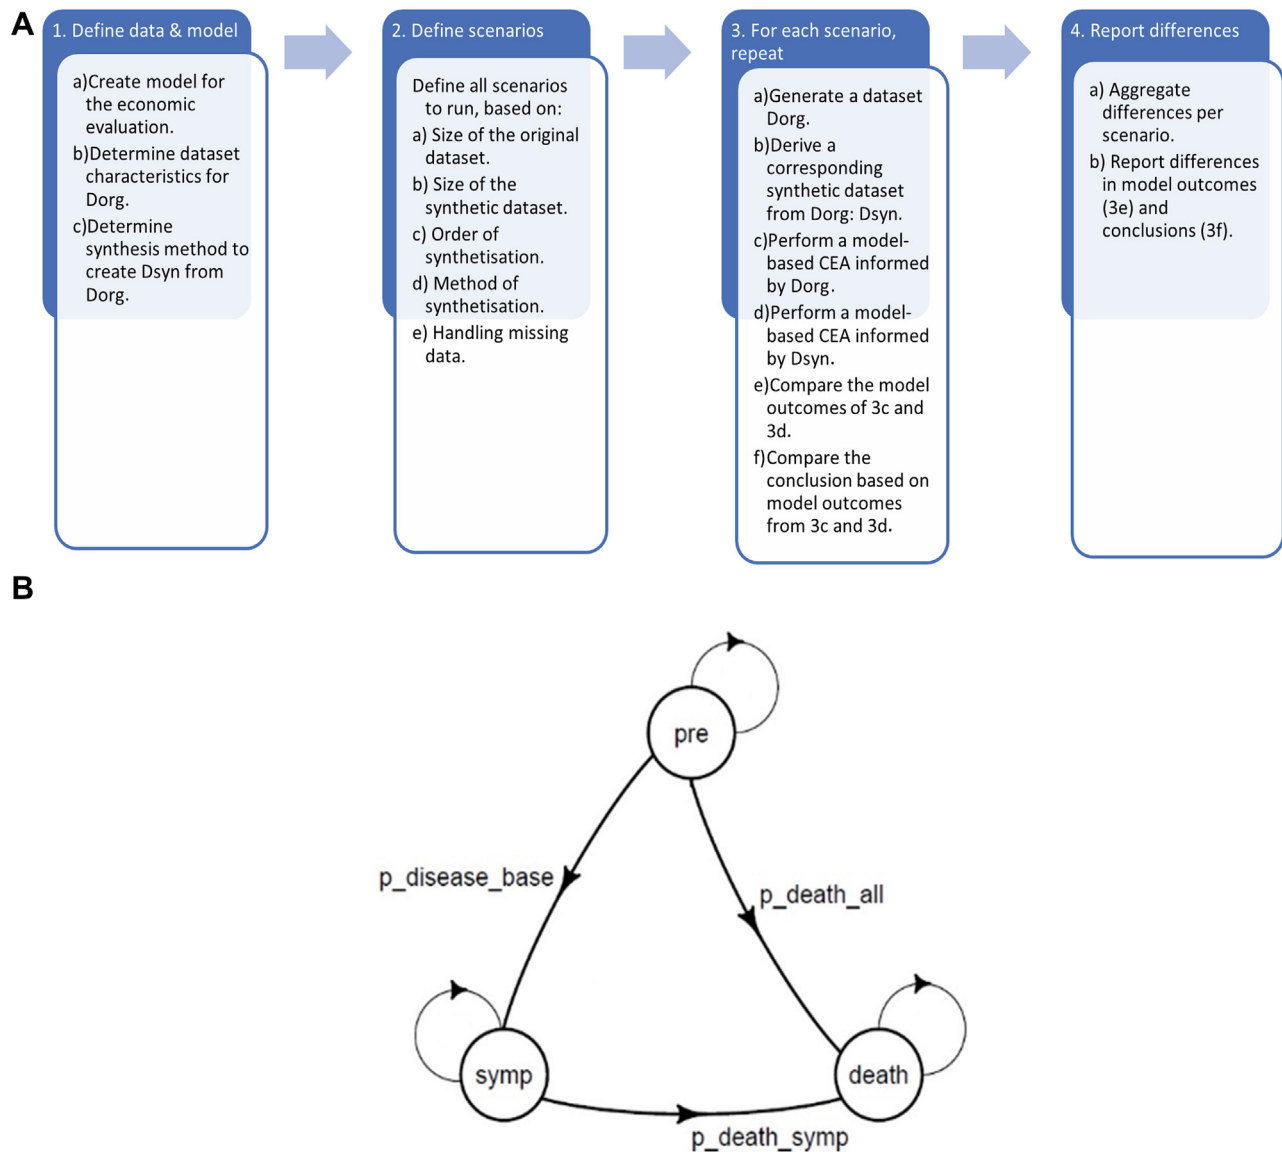 A
1. Define data & model
a)Create model for
the economic
evaluation.
b)Determine dataset
characteristics for
Dorg.
c)Determine
synthesis method to
create Dsyn from
Dorg.
2. Define scenarios
Define all scenarios
to run, based on:
a) Size of the original
dataset.
b) Size of the
synthetic dataset.
c) Order of
synthetisation.
d) Method of
synthetisation.
e) Handling missing
data.
3. For each scenario,
repeat
a)Generate a dataset
Dorg.
b)Derive a
corresponding
synthetic dataset
from Dorg: Dsyn.
c)Perform a model-
based CEA informed
by Dorg.
d)Perform a model-
based CEA informed
by Dsyn.
e)Compare the model
outcomes of 3c and
3d.
f)Compare the
conclusion based on
model outcomes
from 3c and 3d.
4. Report differences
a) Aggregate
differences per
scenario.
b) Report differences
in model outcomes
(3e) and
conclusions (3f).
B
pre
p_disease_base
p_death_all
symp
death
p_death_symp